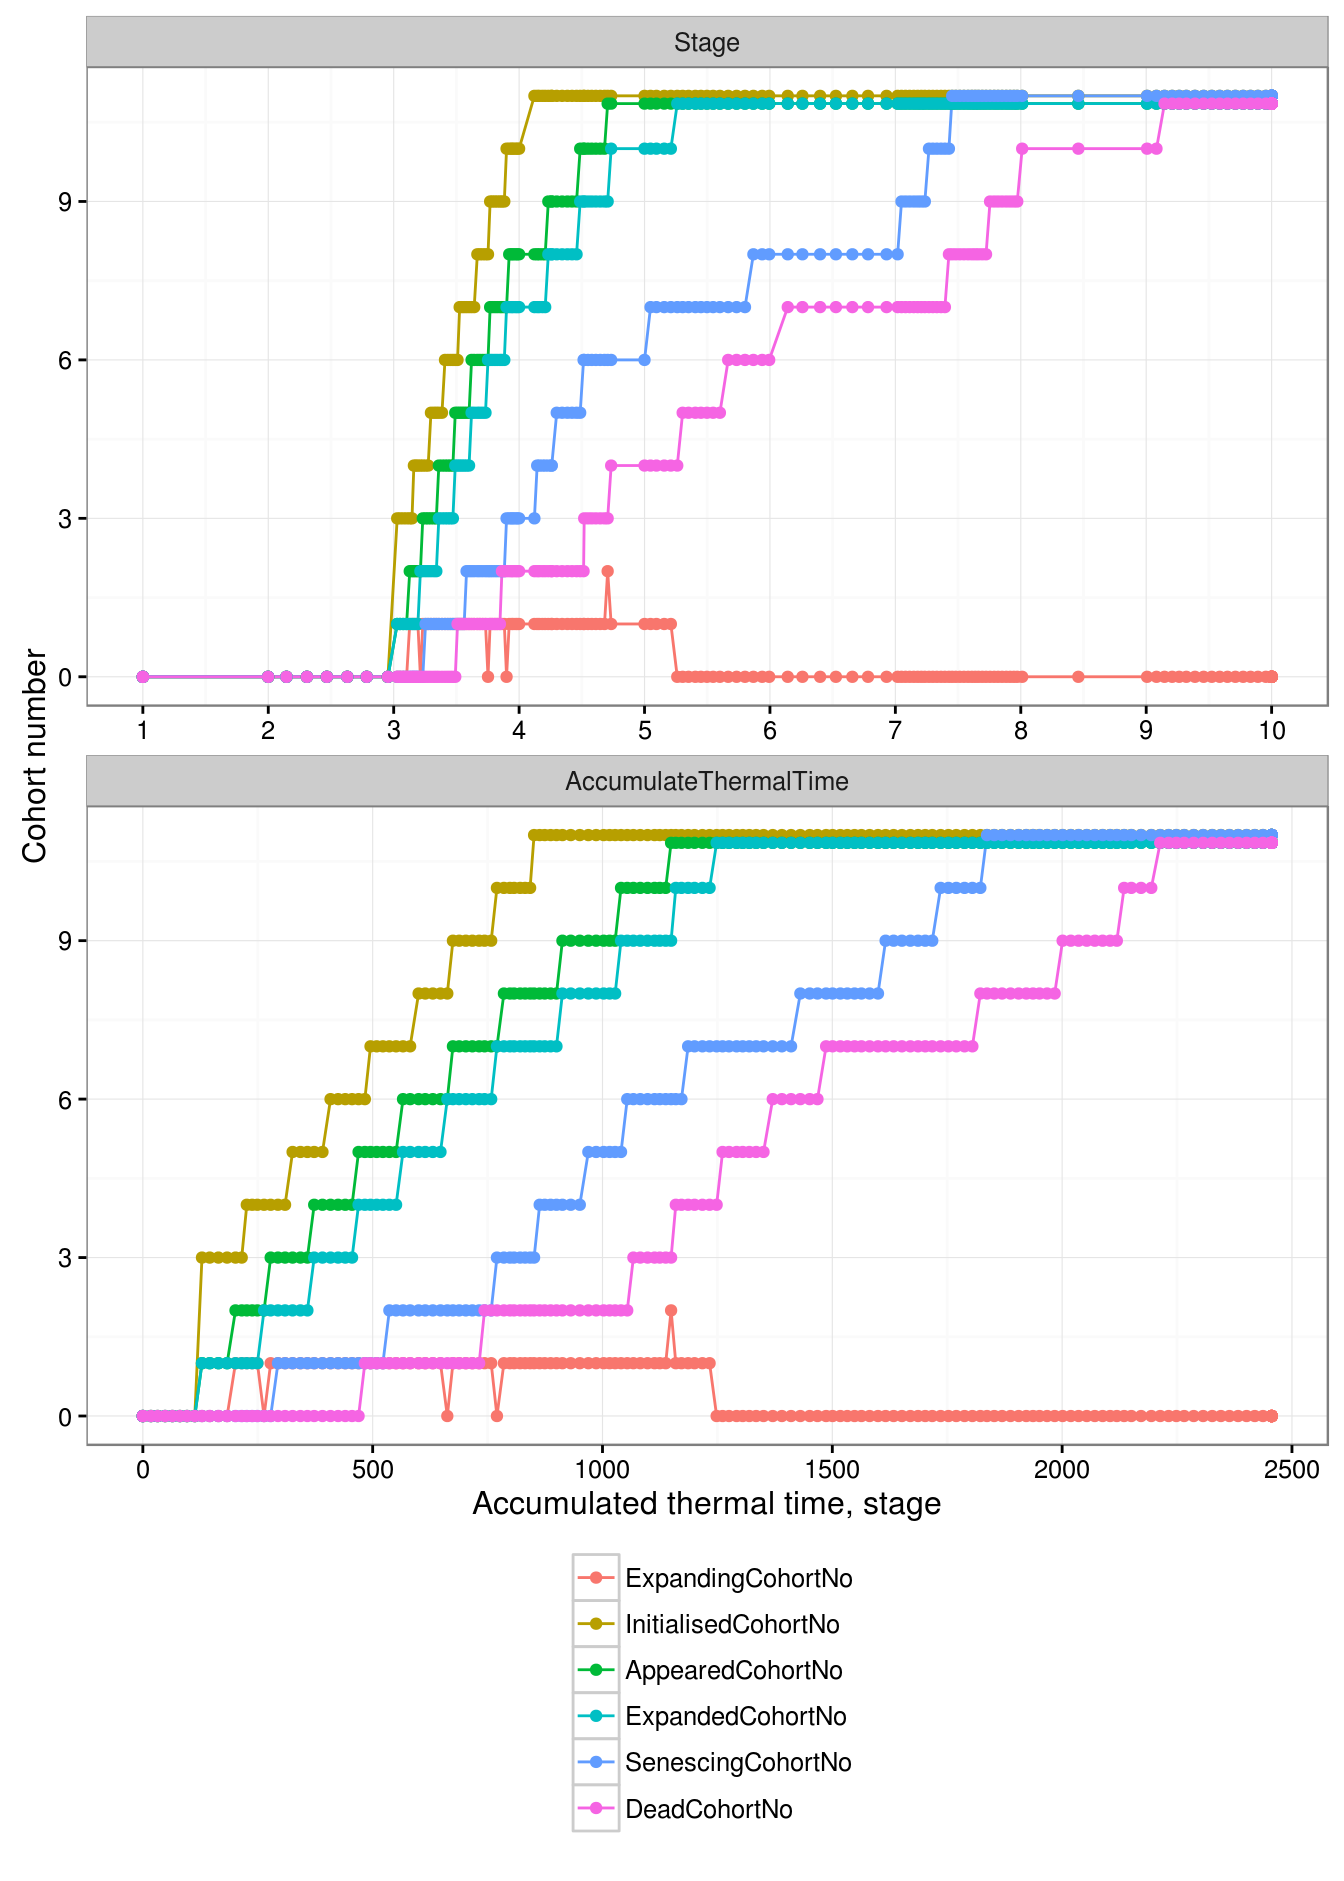 Stage
9
6
3
0
1 2 3 4 5 6 7 8 9 10
Cohort number
AccumulateThermalTime
9
6
3
0
0 500 1000 1500 2000 2500
Accumulated thermal time, stage
ExpandingCohortNo
InitialisedCohortNo
AppearedCohortNo
ExpandedCohortNo
SenescingCohortNo
DeadCohortNo